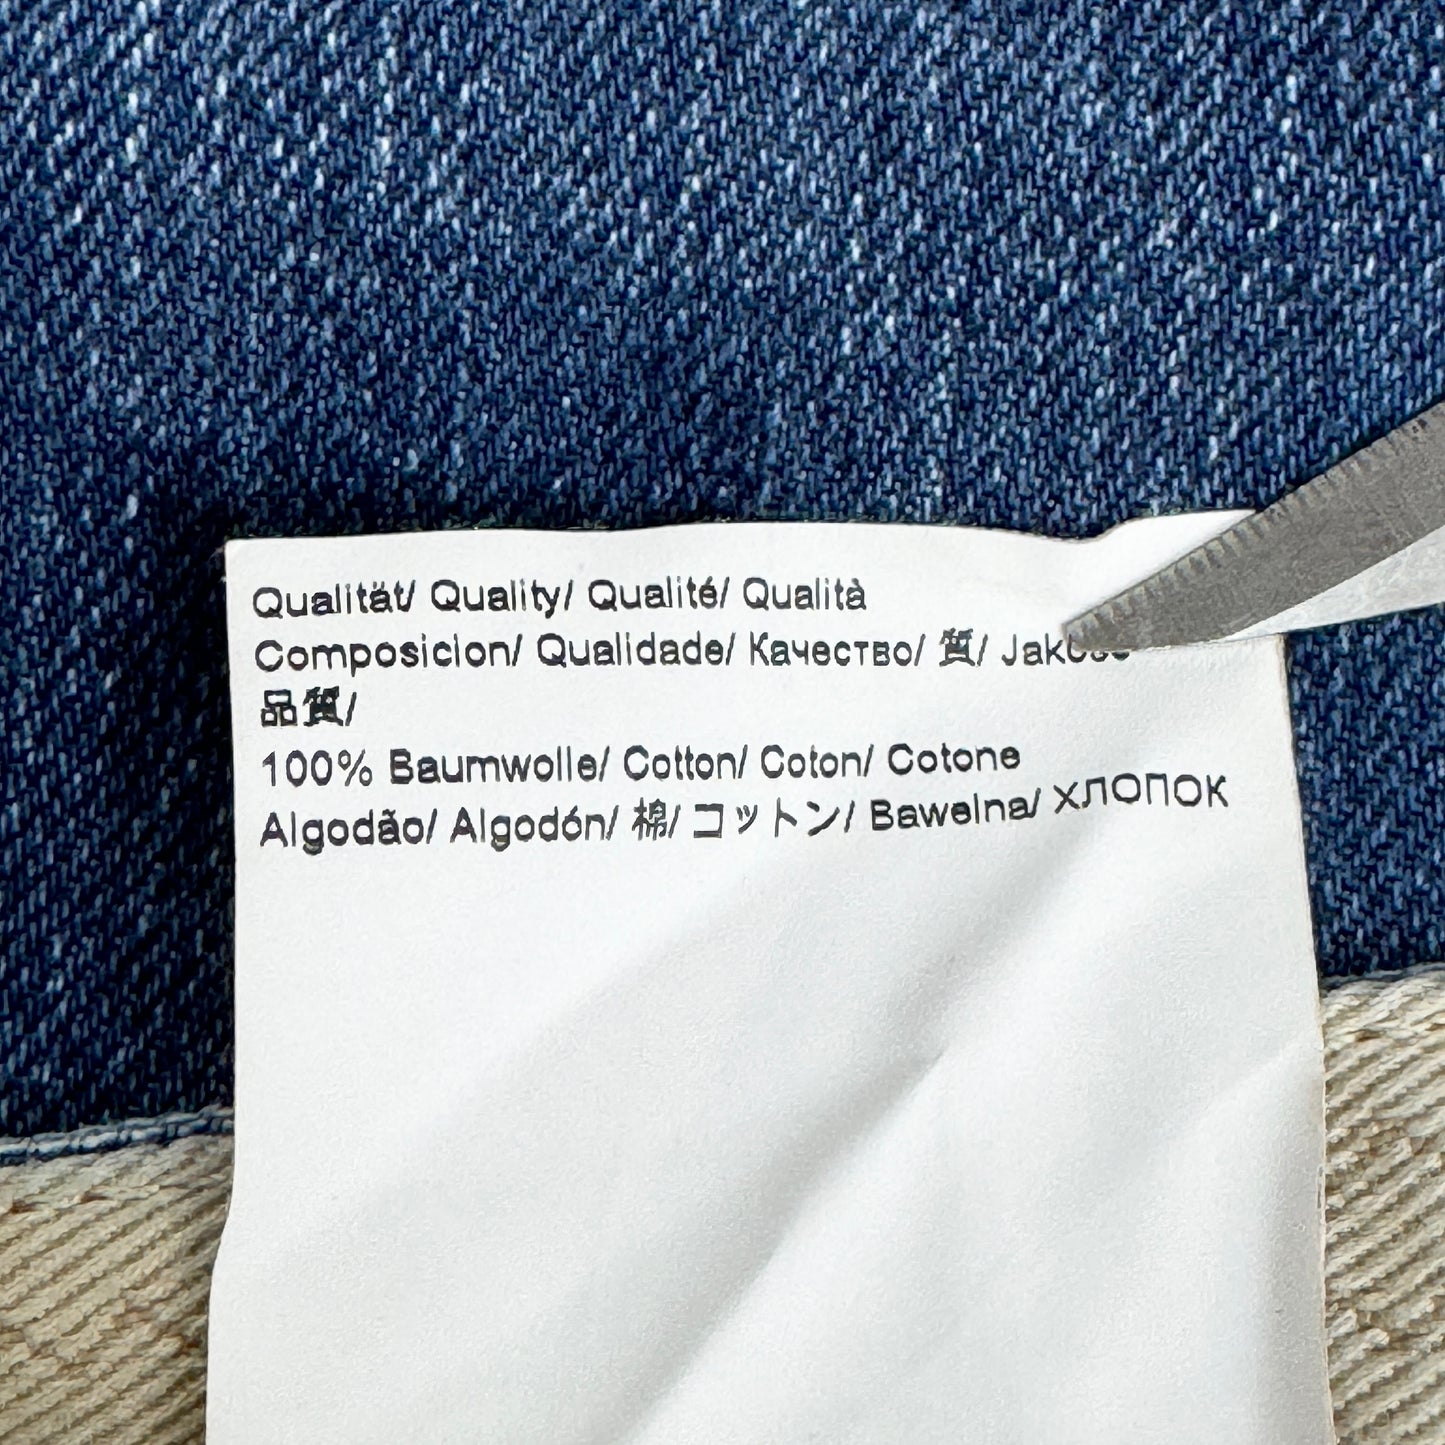 Qualität/ Quality/ Qualité/ Qualità
Composicion/ Qualidade/ Качество/ 質/
品質/
100% Baumwolle/ Cotton/ Coton/ Cotone
Algodão/ Algodón/ 棉/ コットン/ Bawelna/ ХЛОПОК